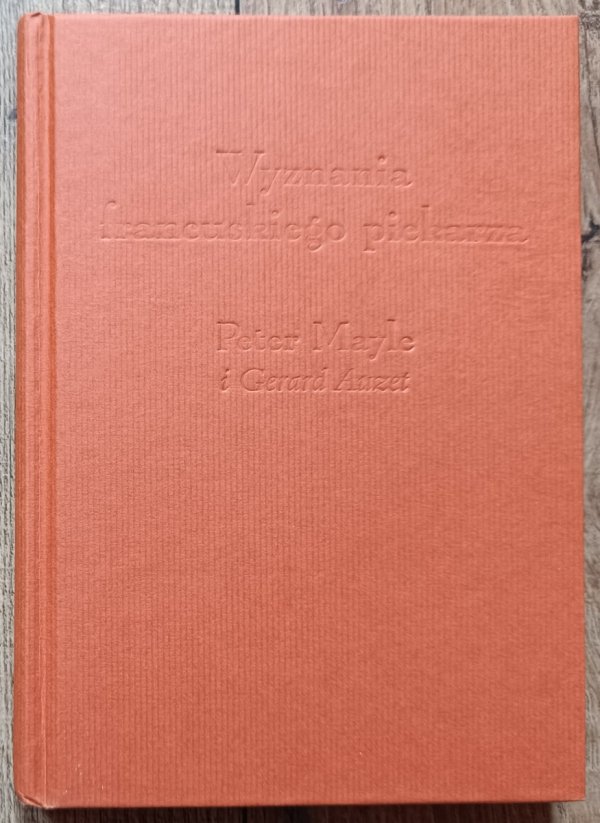 Wyznania
francuskiego piekarza
Peter Mayle
i Gerard Auzet